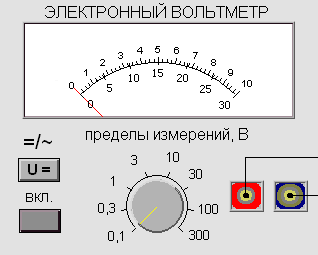 ЭЛЕКТРОННЫЙ ВОЛЬТМЕТР
0 1 2 3 4 5 6 7 8 9 10
0 5 10 15 20 25 30
=/~
пределы измерений, В
U =
ВКЛ.
0,1 0,3 1 3 10 30 100 300